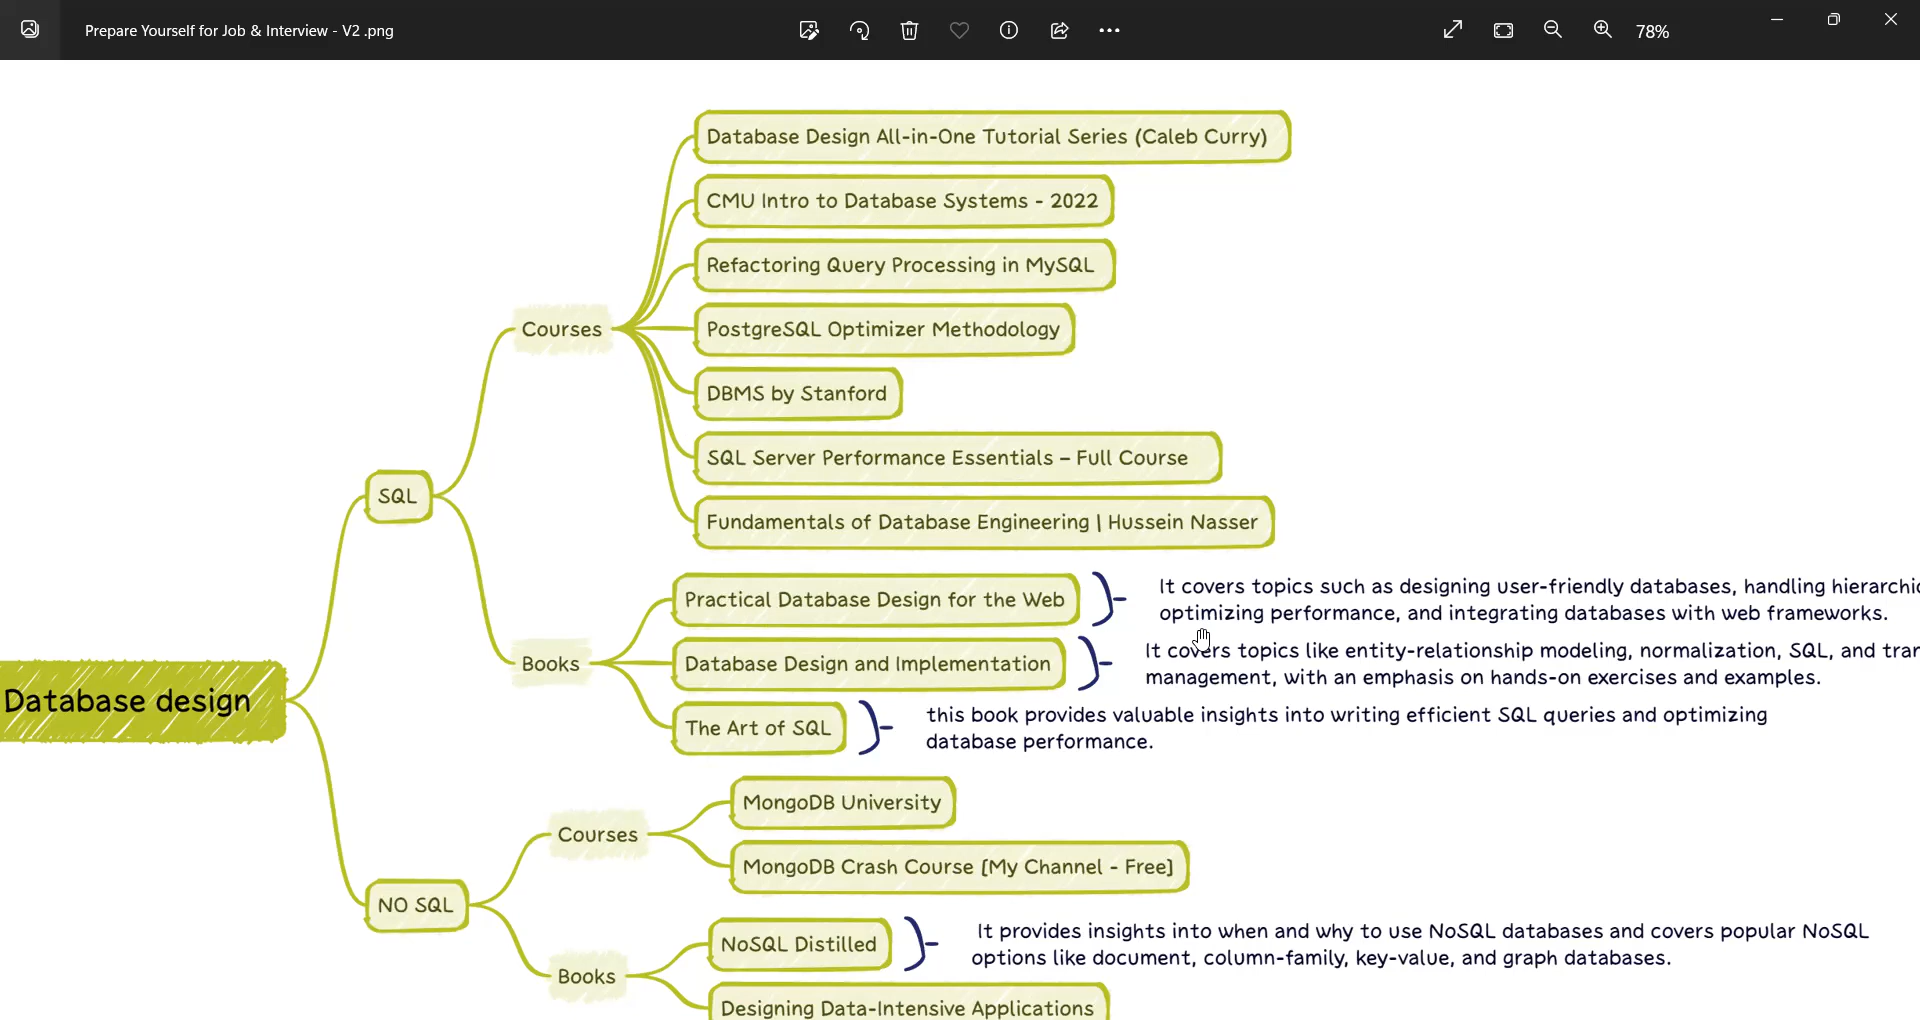 Prepare Yourself for Job & Interview - V2 .png
78%
Database Design All-in-One Tutorial Series (Caleb Curry)
CMU Intro to Database Systems - 2022
Refactoring Query Processing in MySQL
Courses
PostgreSQL Optimizer Methodology
DBMS by Stanford
SQL Server Performance Essentials – Full Course
SQL
Fundamentals of Database Engineering | Hussein Nasser
Practical Database Design for the Web
It covers topics such as designing user-friendly databases, handling
optimizing performance, and integrating databases with web frameworks.
Books
Database Design and Implementation
It covers topics like entity-relationship modeling, normalization, SQL, and
management, with an emphasis on hands-on exercises and examples.
Database design
The Art of SQL
this book provides valuable insights into writing efficient SQL queries and optimizing
database performance.
MongoDB University
Courses
MongoDB Crash Course [My Channel - Free]
NO SQL
NoSQL Distilled
It provides insights into when and why to use NoSQL databases and covers popular NoSQL
options like document, column-family, key-value, and graph databases.
Books
Designing Data-Intensive Applications